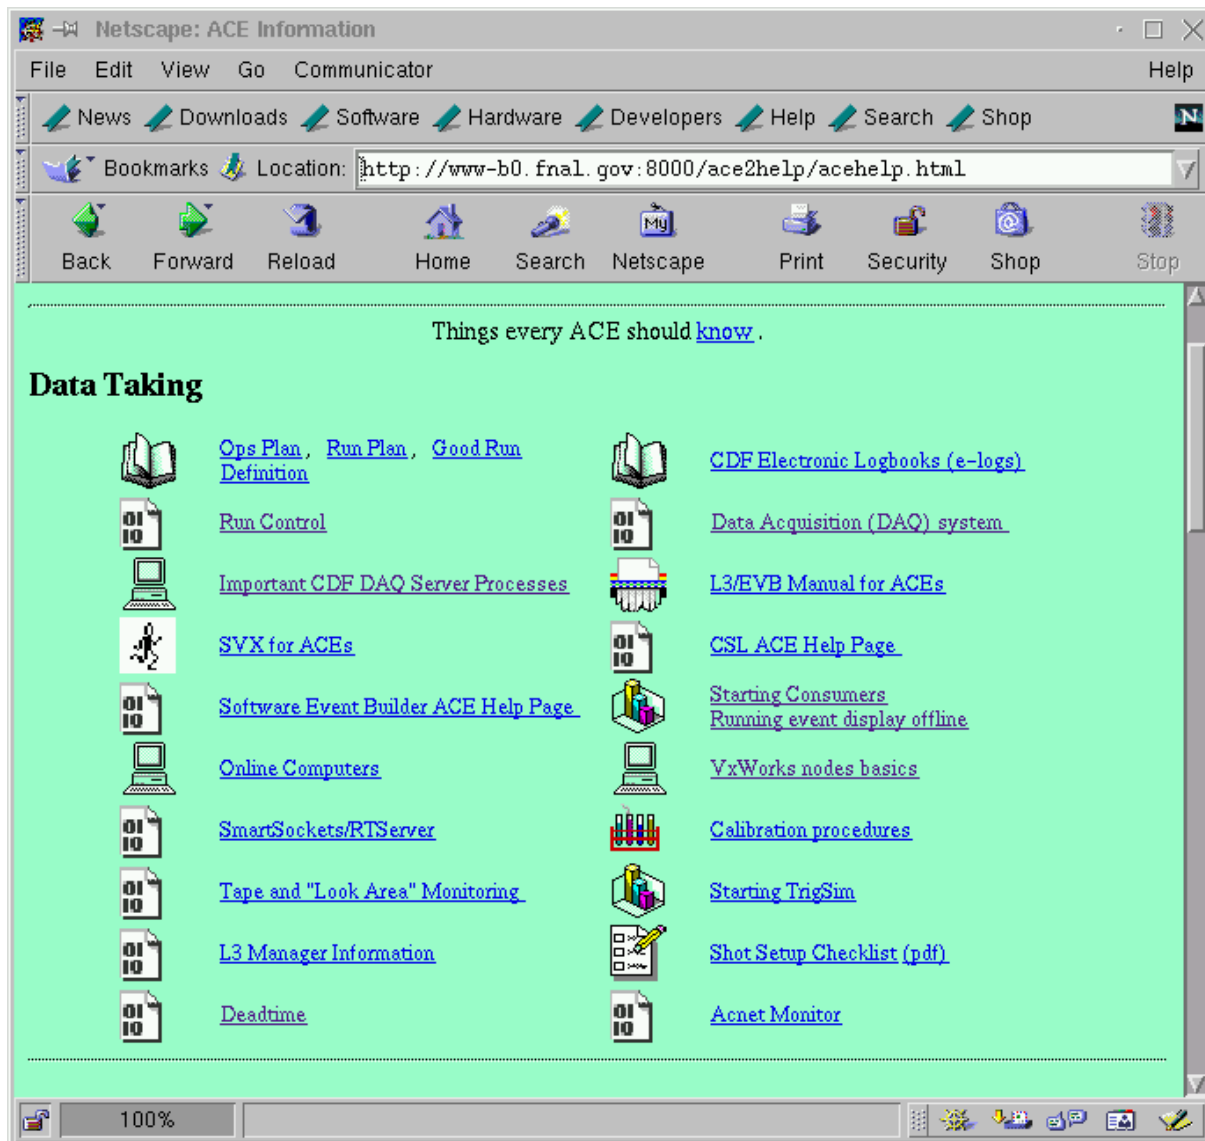 Netscape: ACE Information
File Edit View Go Communicator Help
News Downloads Software Hardware Developers Help Search Shop N
Bookmarks Location: http://www-b0.fnal.gov:8000/ace2help/acehelp.html
My
Back Forward Reload Home Search Netscape Print Security Shop Stop
Things every ACE should know .
Data Taking
Ops Plan , Run Plan , Good Run
Definition
CDF Electronic Logbooks (e-logs)
Run Control
Data Acquisition (DAQ) system
Important CDF DAQ Server Processes
L3/EVB Manual for ACEs
SVX for ACEs
CSL ACE Help Page
Software Event Builder ACE Help Page
Starting Consumers
Running event display offline
Online Computers
VxWorks nodes basics
SmartSockets/RTServer
Calibration procedures
Tape and "Look Area" Monitoring
Starting TrigSim
L3 Manager Information
Shot Setup Checklist (pdf)
Deadtime
Acnet Monitor
100%